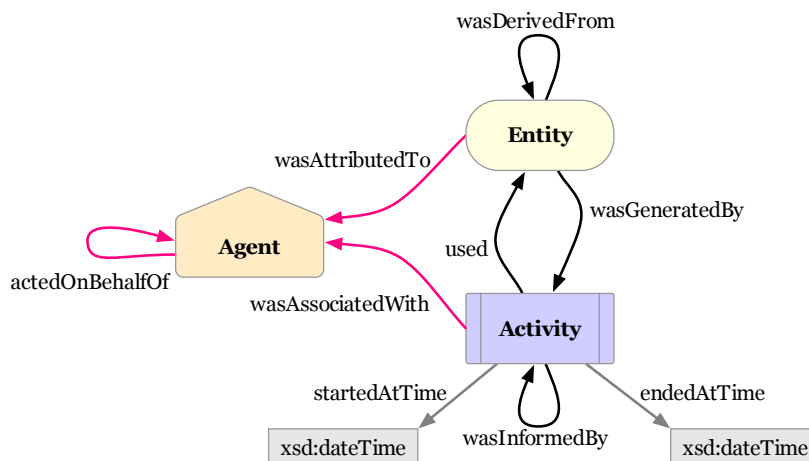 wasDerivedFrom
Entity
wasAttributedTo
wasGeneratedBy
Agent
used
actedOnBehalfOf
wasAssociatedWith
Activity
startedAtTime
endedAtTime
wasInformedBy
xsd:dateTime
xsd:dateTime